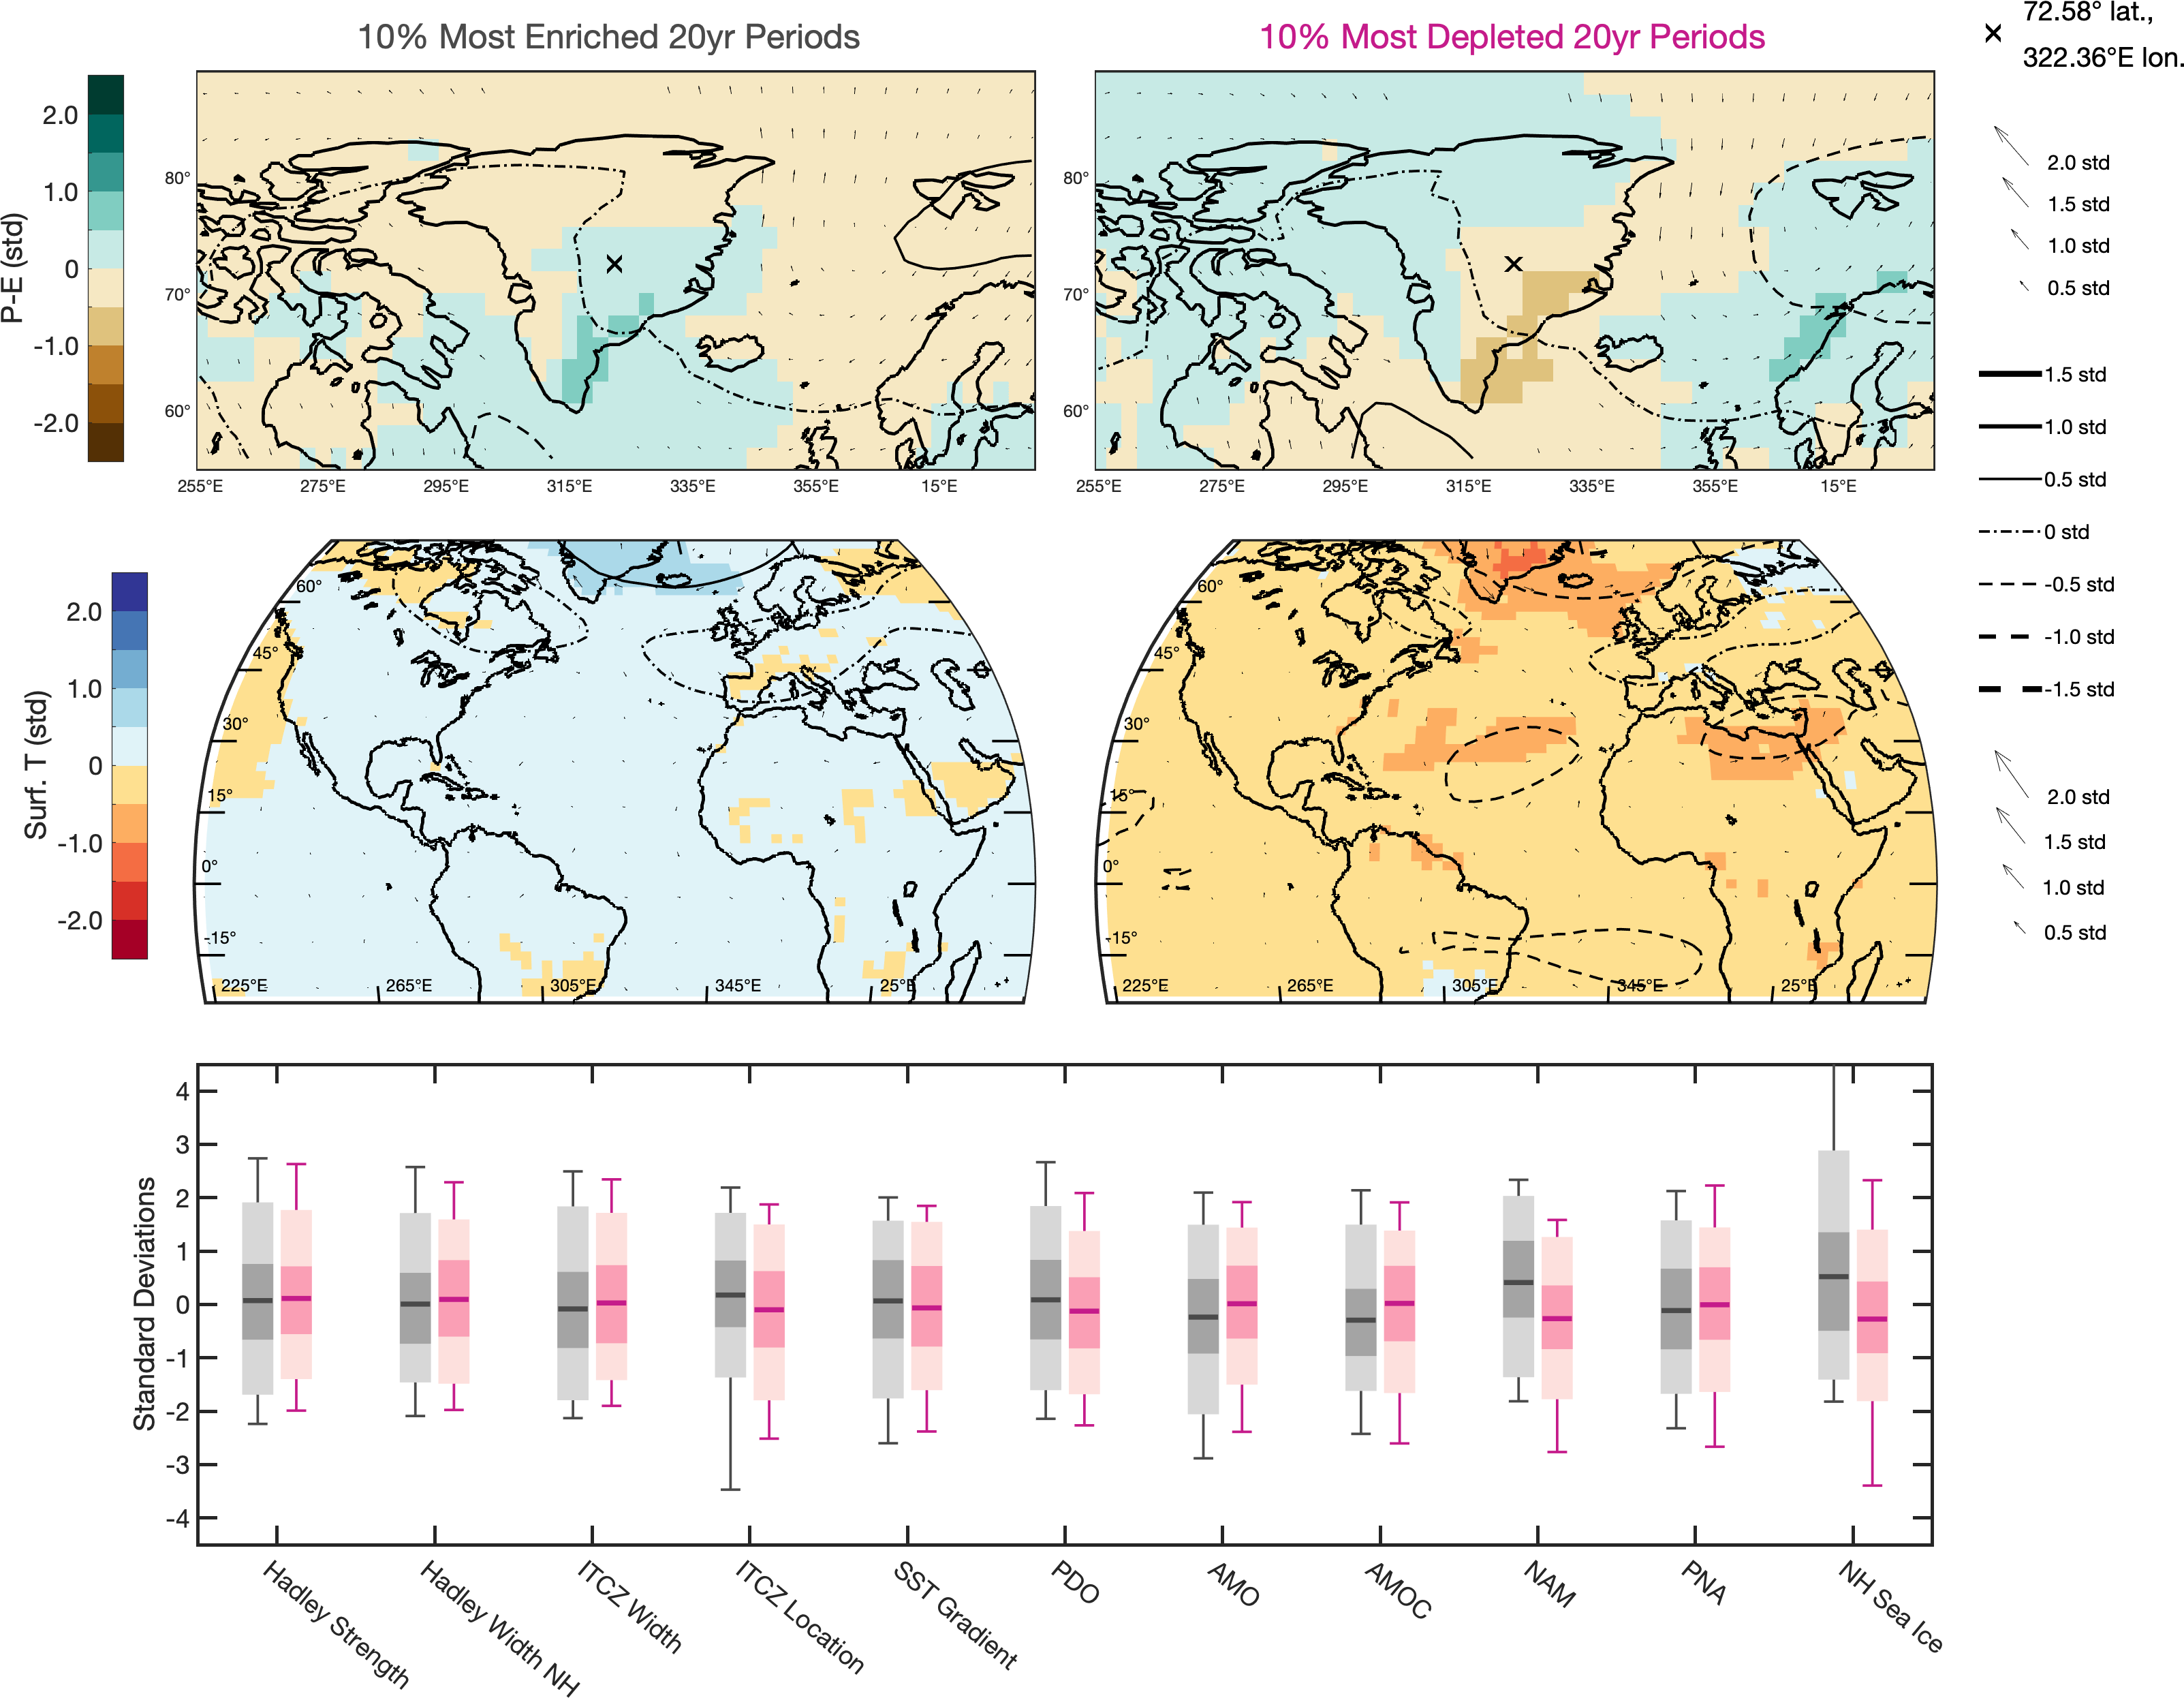 10% Most Enriched 20yr Periods
10% Most Depleted 20yr Periods
72.58° lat.,
322.36°E lon.
P-E (std)
2.0
1.0
0
-1.0
-2.0
80°
70°
60°
255°E 275°E 295°E 315°E 335°E 355°E 15°E
80°
70°
60°
255°E 275°E 295°E 315°E 335°E 355°E 15°E
2.0 std
1.5 std
1.0 std
0.5 std
1.5 std
1.0 std
0.5 std
0 std
-0.5 std
-1.0 std
-1.5 std
Surf. T (std)
2.0
1.0
0
-1.0
-2.0
60°
45°
30°
15°
0°
-15°
225°E 265°E 305°E 345°E 25°E
60°
45°
30°
15°
0°
-15°
225°E 265°E 305°E 345°E 25°E
2.0 std
1.5 std
1.0 std
0.5 std
Standard Deviations
4
3
2
1
0
-1
-2
-3
-4
Hadley Strength
Hadley Width NH
ITCZ Width
ITCZ Location
SST Gradient
PDO
AMO
AMOC
NAM
PNA
NH Sea Ice